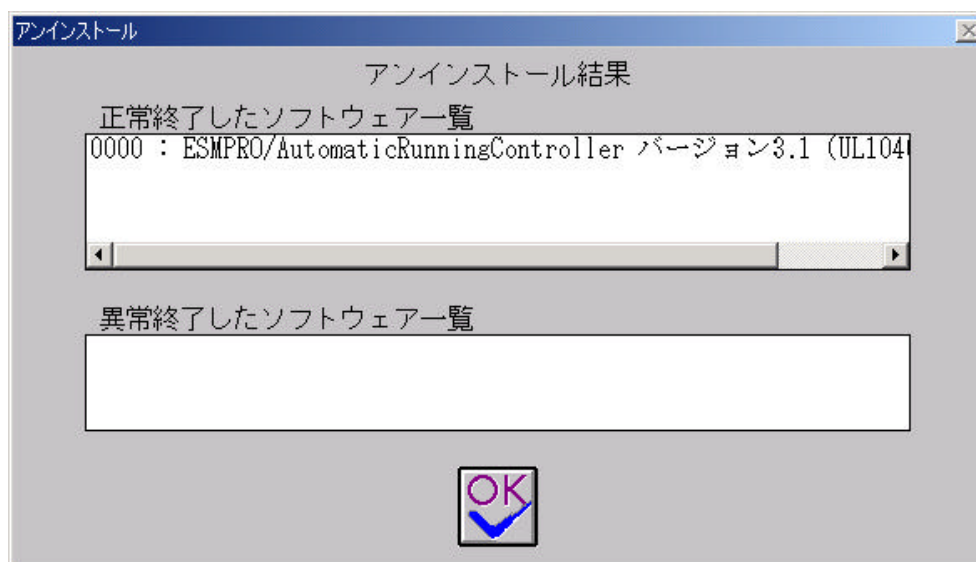 アンインストール
アンインストール結果
正常終了したソフトウェア一覧
0000 : ESMPRO/AutomaticRunningController バージョン3.1 (UL104
異常終了したソフトウェア一覧
OK